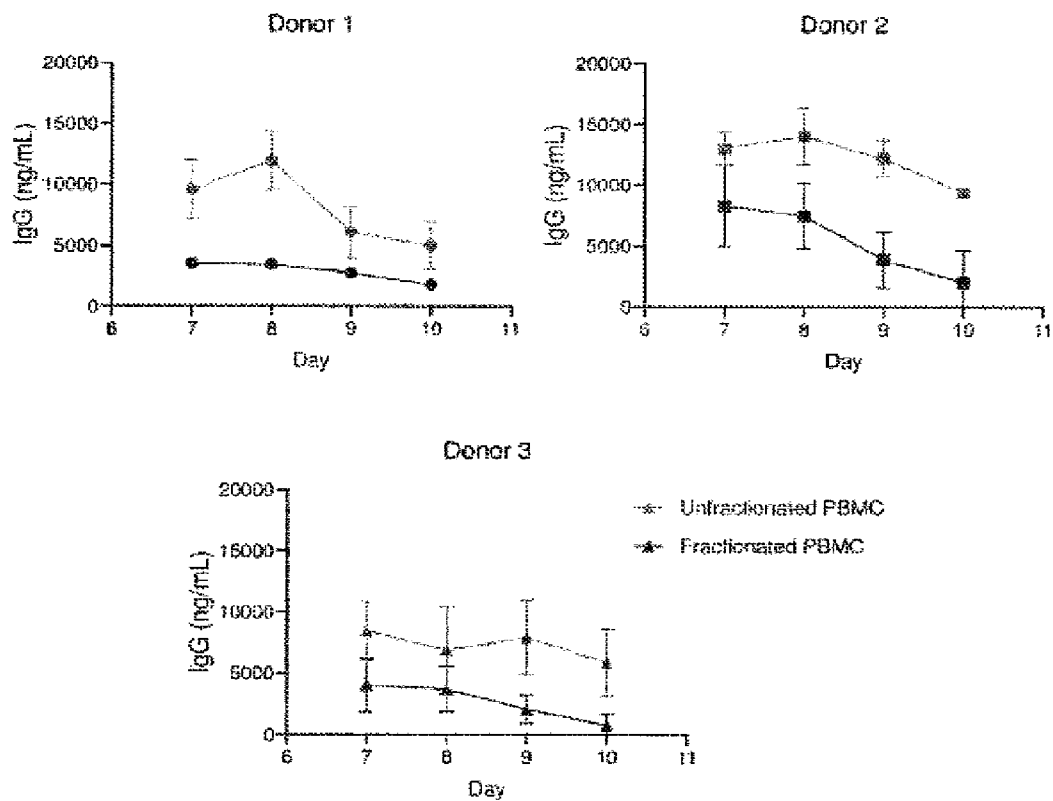 Donor 1
20000
15000
10000
5000
0
IgG (ng/mL)
6 7 8 9 10 11
Day
Donor 2
20000
15000
10000
5000
0
IgG (ng/mL)
6 7 8 9 10 11
Day
Donor 3
20000
15000
10000
5000
0
IgG (ng/mL)
6 7 8 9 10 11
Day
Unfractionated PBMC
Fractionated PBMC